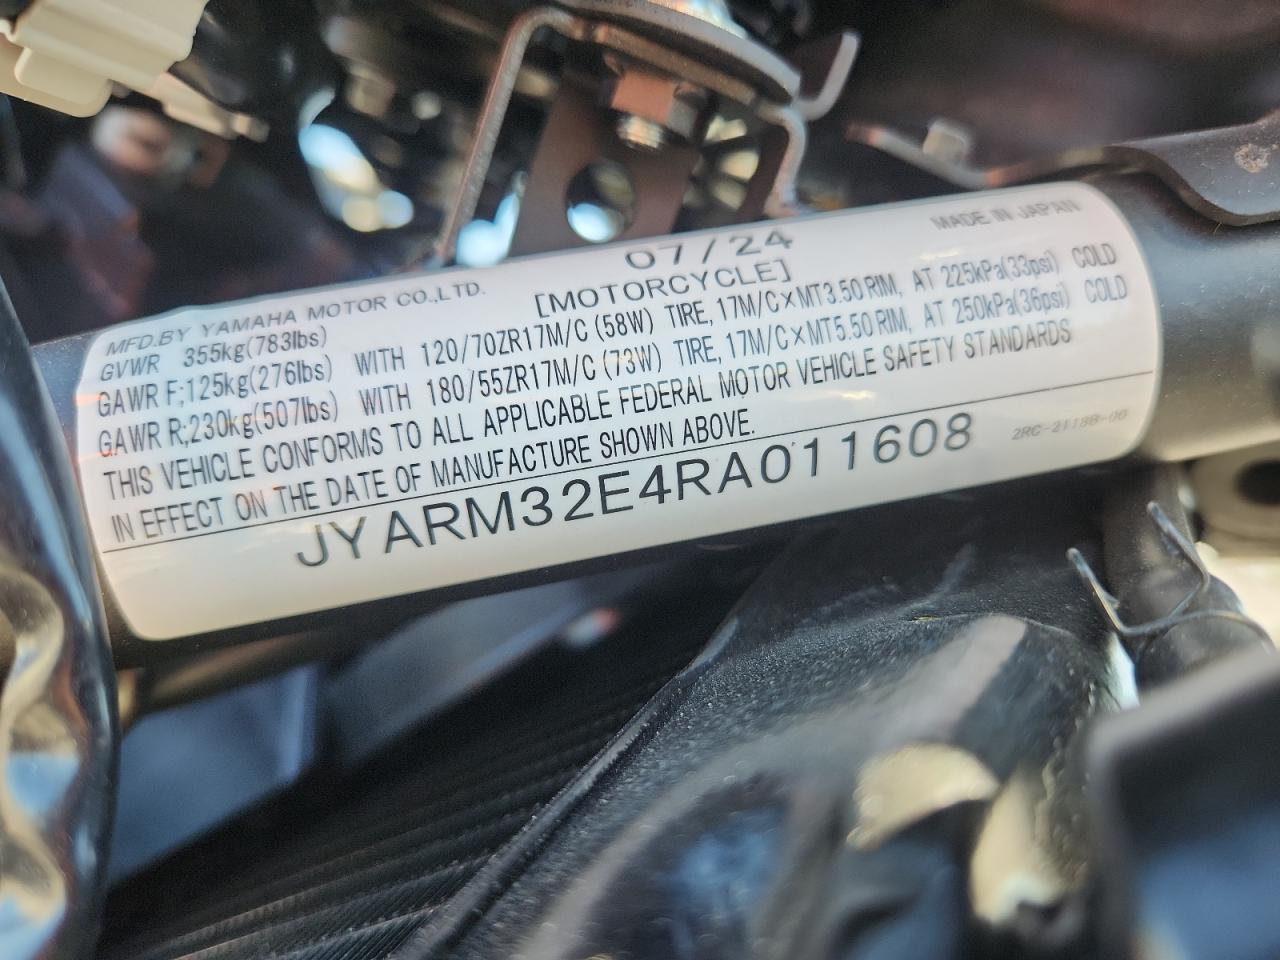 07/24
MADE IN JAPAN
MFD.BY YAMAHA MOTOR CO.,LTD.
[MOTORCYCLE]
GVWR 355kg(783lbs)
GAWR F;125kg(276lbs) WITH 120/70ZR17M/C (58W) TIRE, 17M/C×MT3.50 RIM, AT 225kPa(33psi) COLD
GAWR R;230kg(507lbs) WITH 180/55ZR17M/C (73W) TIRE, 17M/C×MT5.50 RIM, AT 250kPa(36psi) COLD
THIS VEHICLE CONFORMS TO ALL APPLICABLE FEDERAL MOTOR VEHICLE SAFETY STANDARDS
IN EFFECT ON THE DATE OF MANUFACTURE SHOWN ABOVE.
JYARM32E4RA011608
2RC-2118B-00